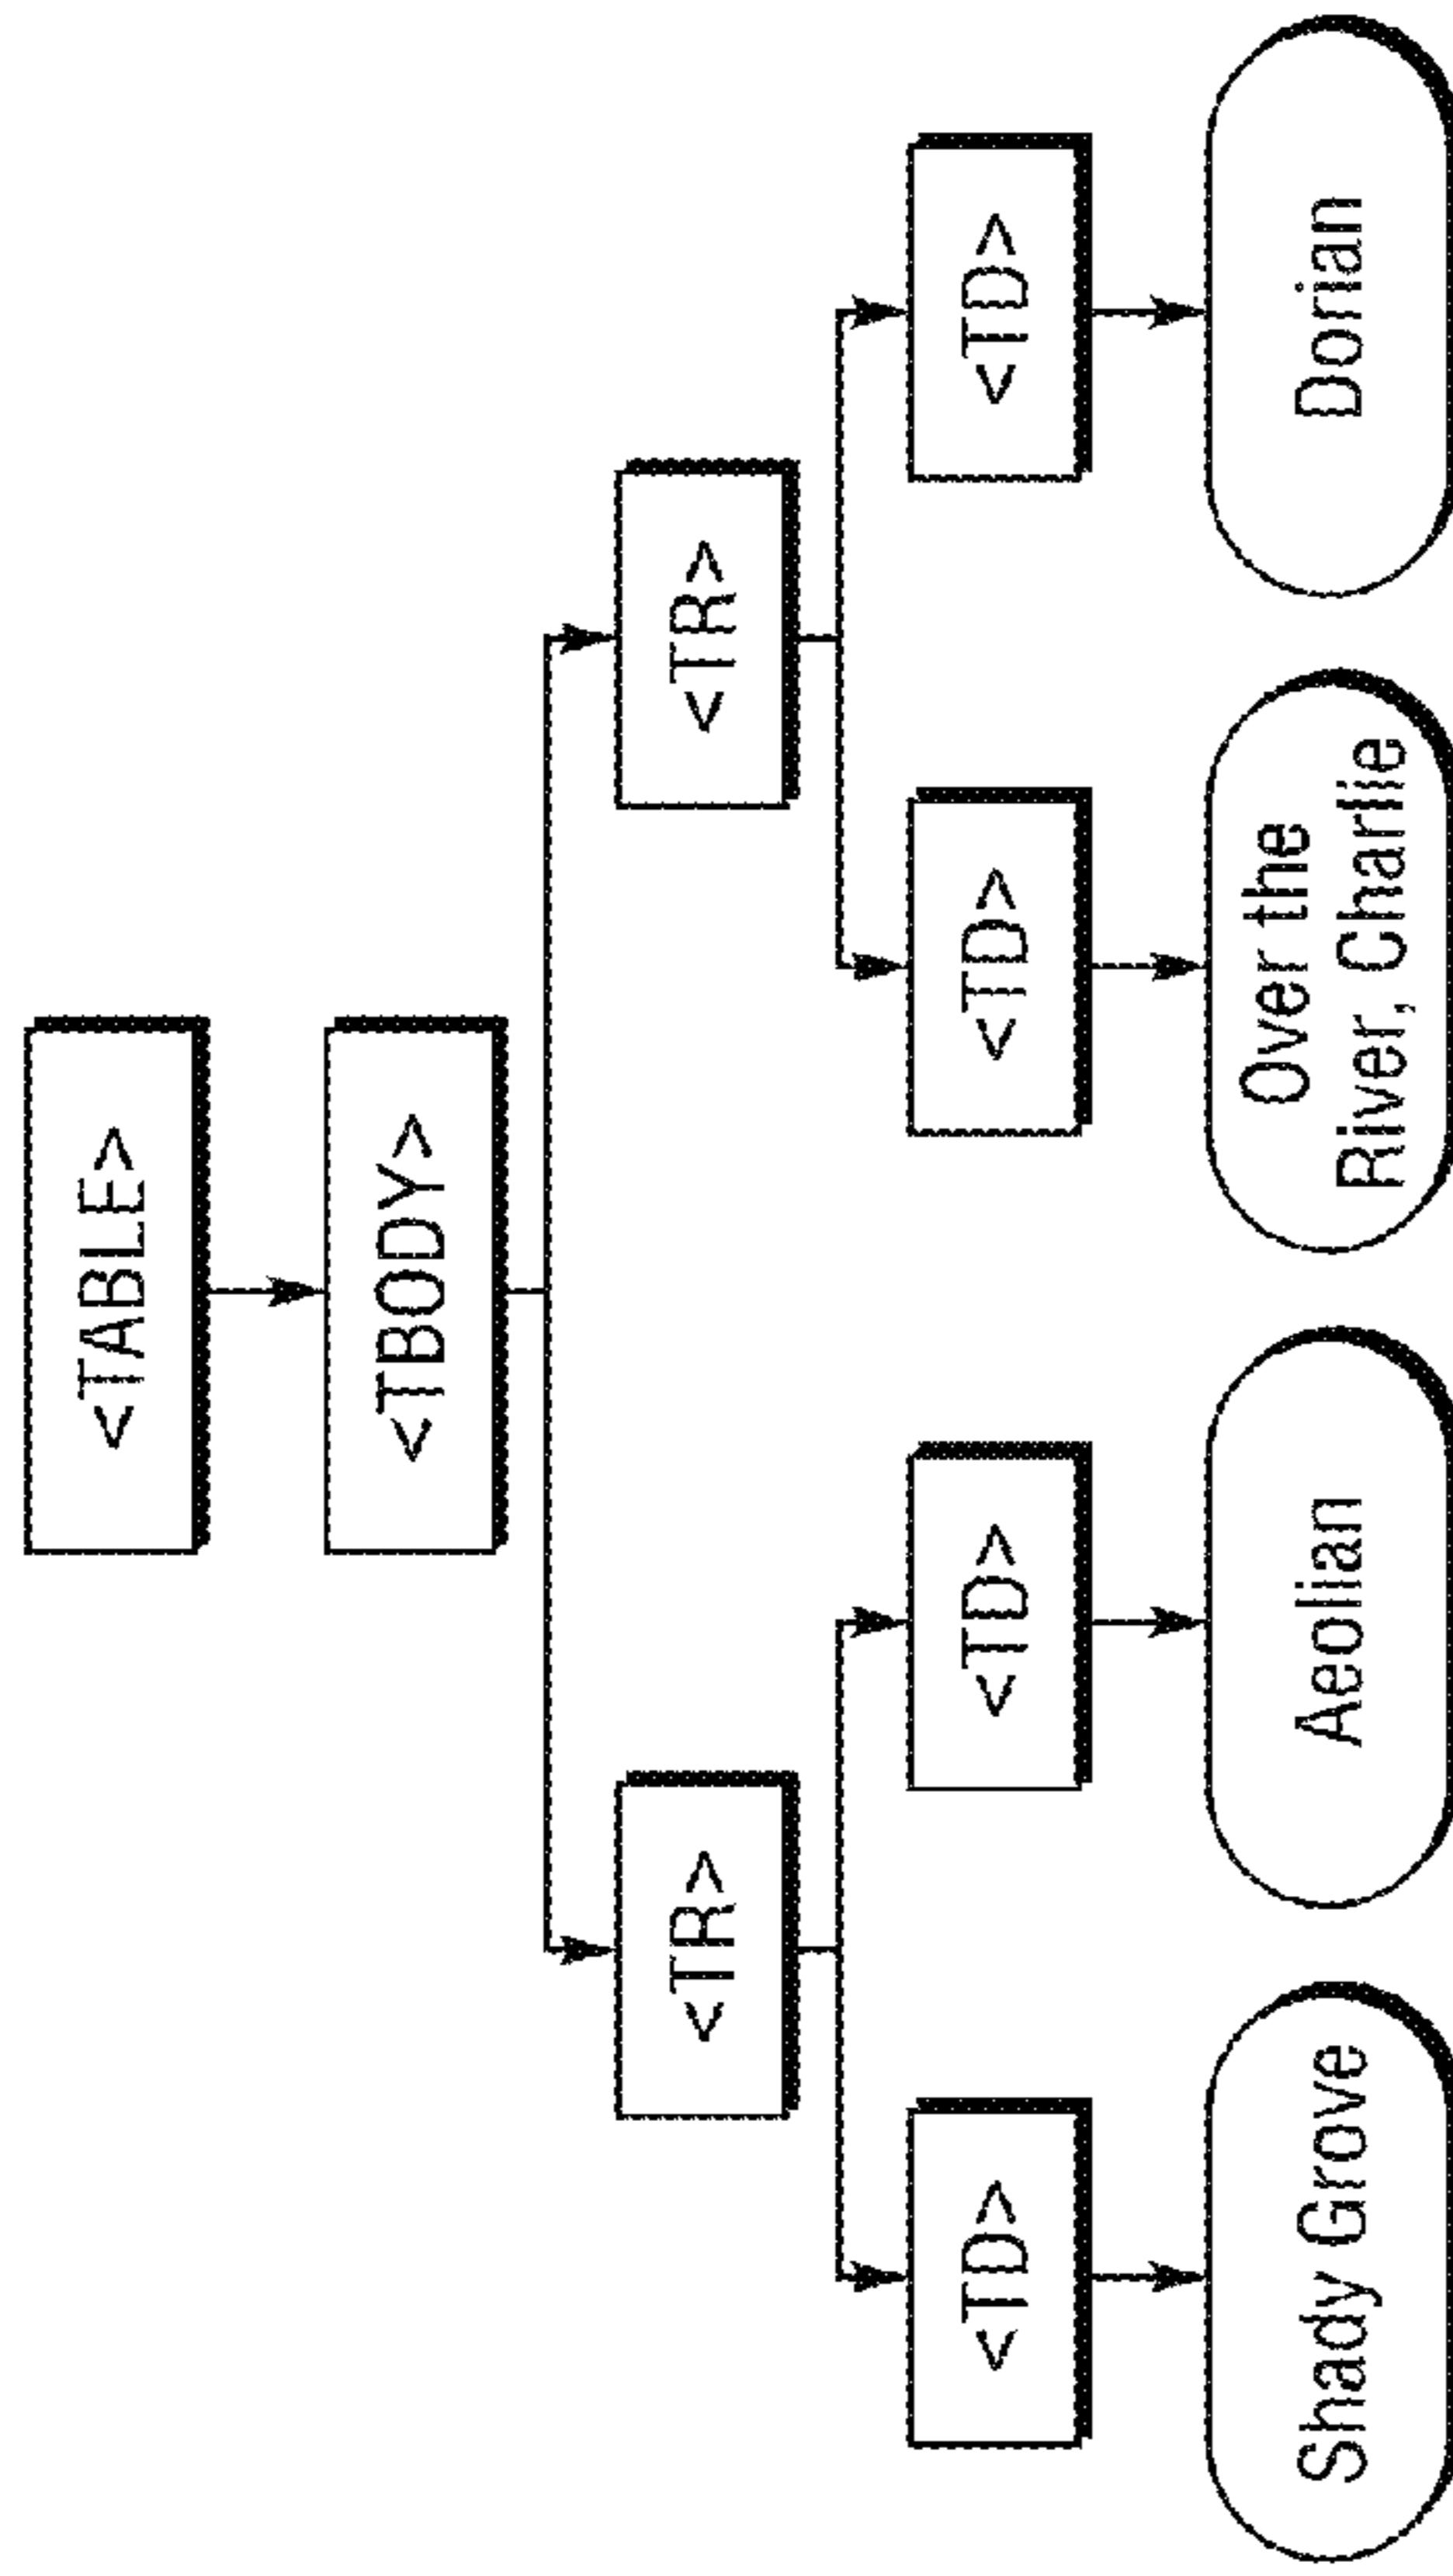 <TABLE>
<TBODY>
<TR>
<TR>
<TD>
<TD>
<TD>
<TD>
Shady Grove
Aeolian
Over the
River, Charlie
Dorian